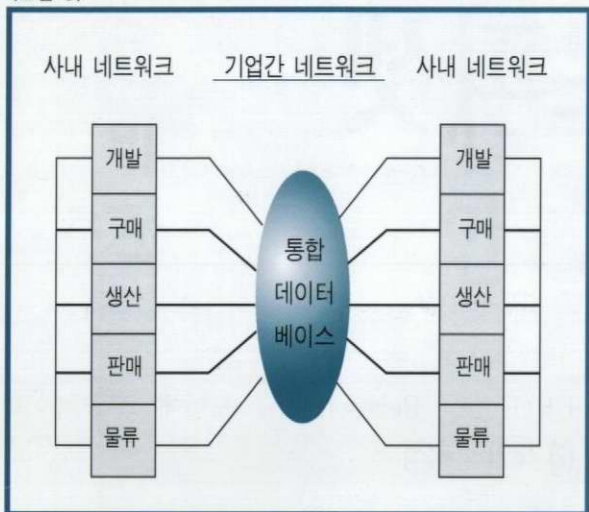 사내 네트워크 기업간 네트워크 사내 네트워크
개발 개발
구매 통합 구매
생산 데이터 생산
베이스
판매 판매
물류 물류